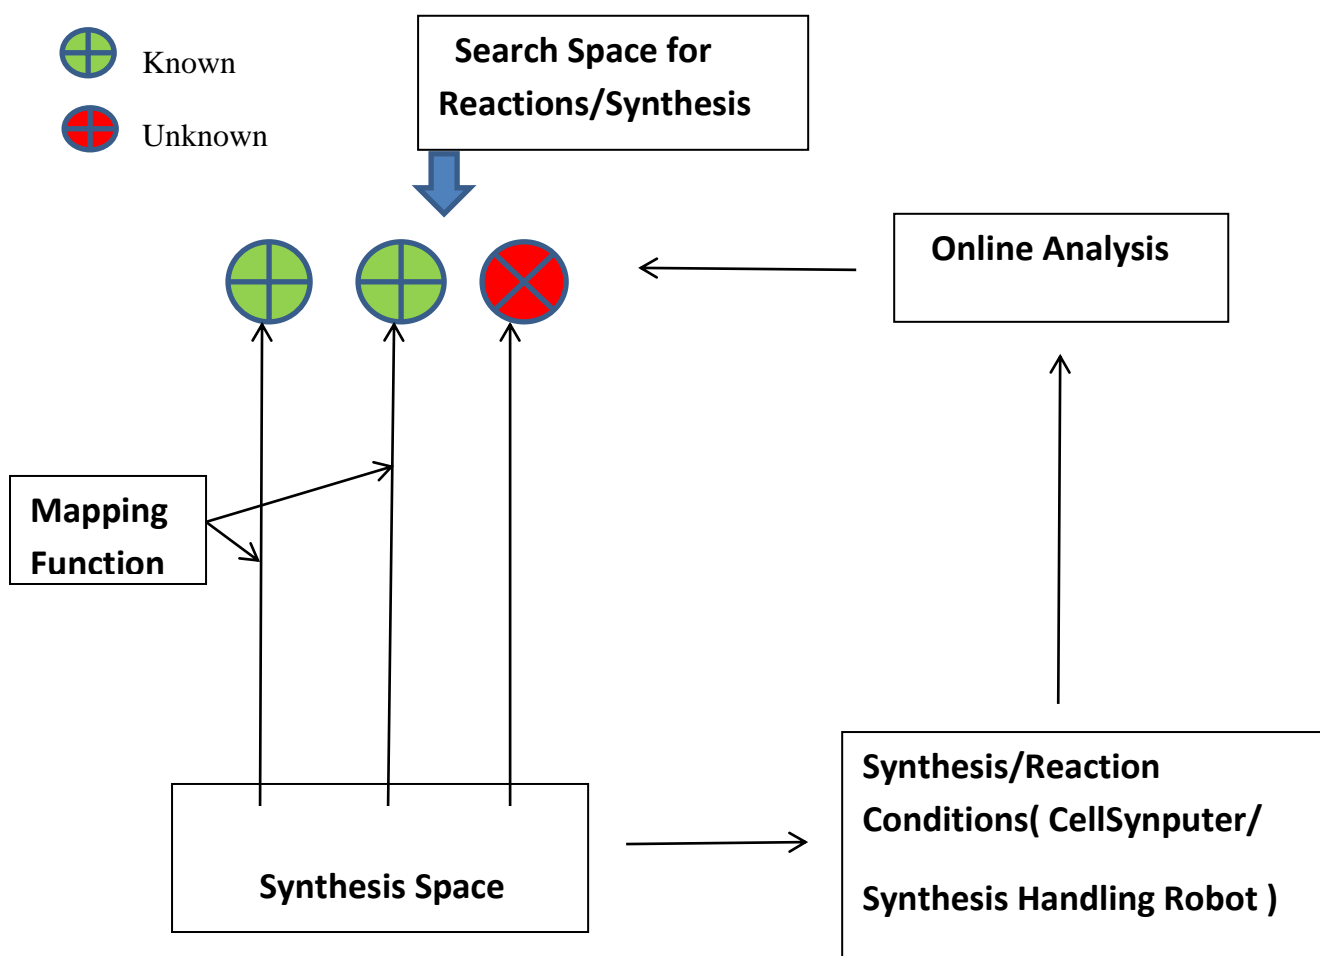 Known
Unknown
Search Space for
Reactions/Synthesis
Online Analysis
Mapping
Function
Synthesis Space
Synthesis/Reaction
Conditions( CellSynputer/
Synthesis Handling Robot )